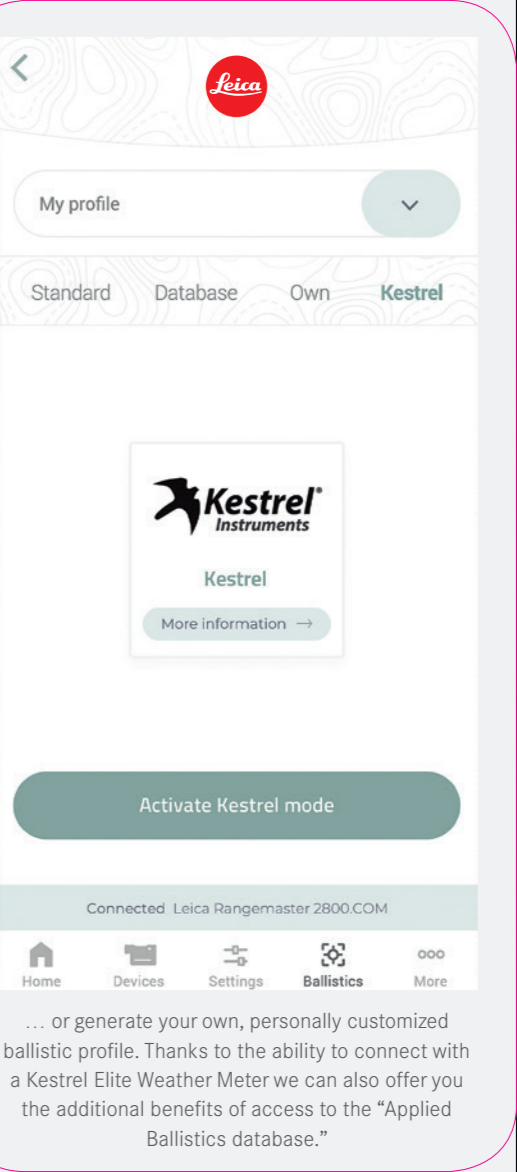 Leica
My profile
Standard Database Own Kestrel
Kestrel®
Instruments
Kestrel
More information →
Activate Kestrel mode
Connected Leica Rangemaster 2800.COM
Home Devices Settings Ballistics More
… or generate your own, personally customized
ballistic profile. Thanks to the ability to connect with
a Kestrel Elite Weather Meter we can also offer you
the additional benefits of access to the “Applied
Ballistics database.”